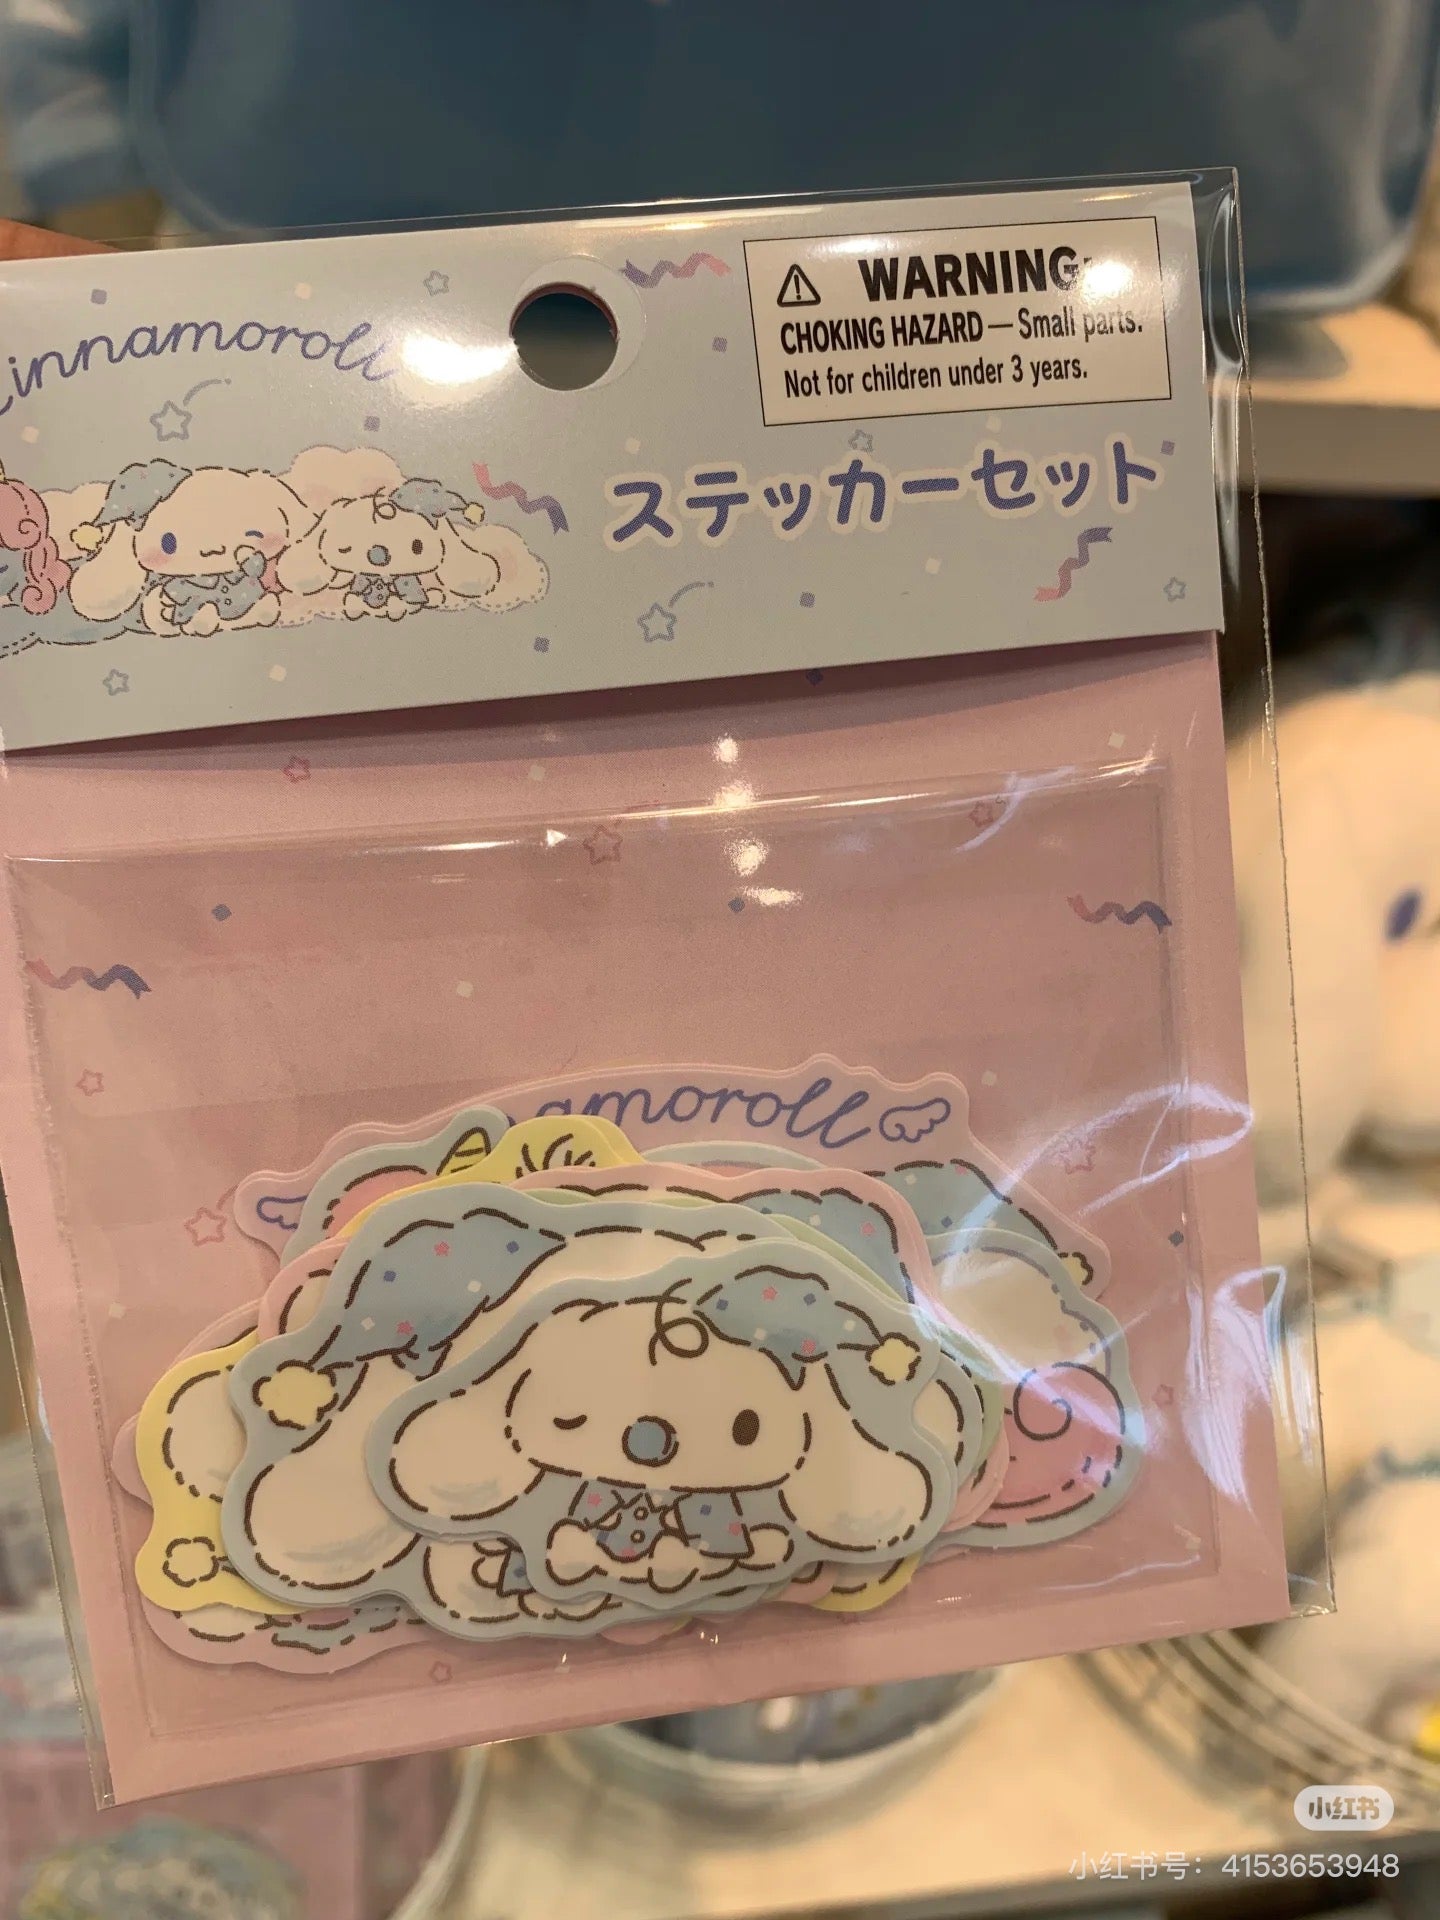 WARNING:
CHOKING HAZARD — Small parts.
Not for children under 3 years.
innamoroll
ステッカーセット
namoroll
小红书
小红书号：4153653948